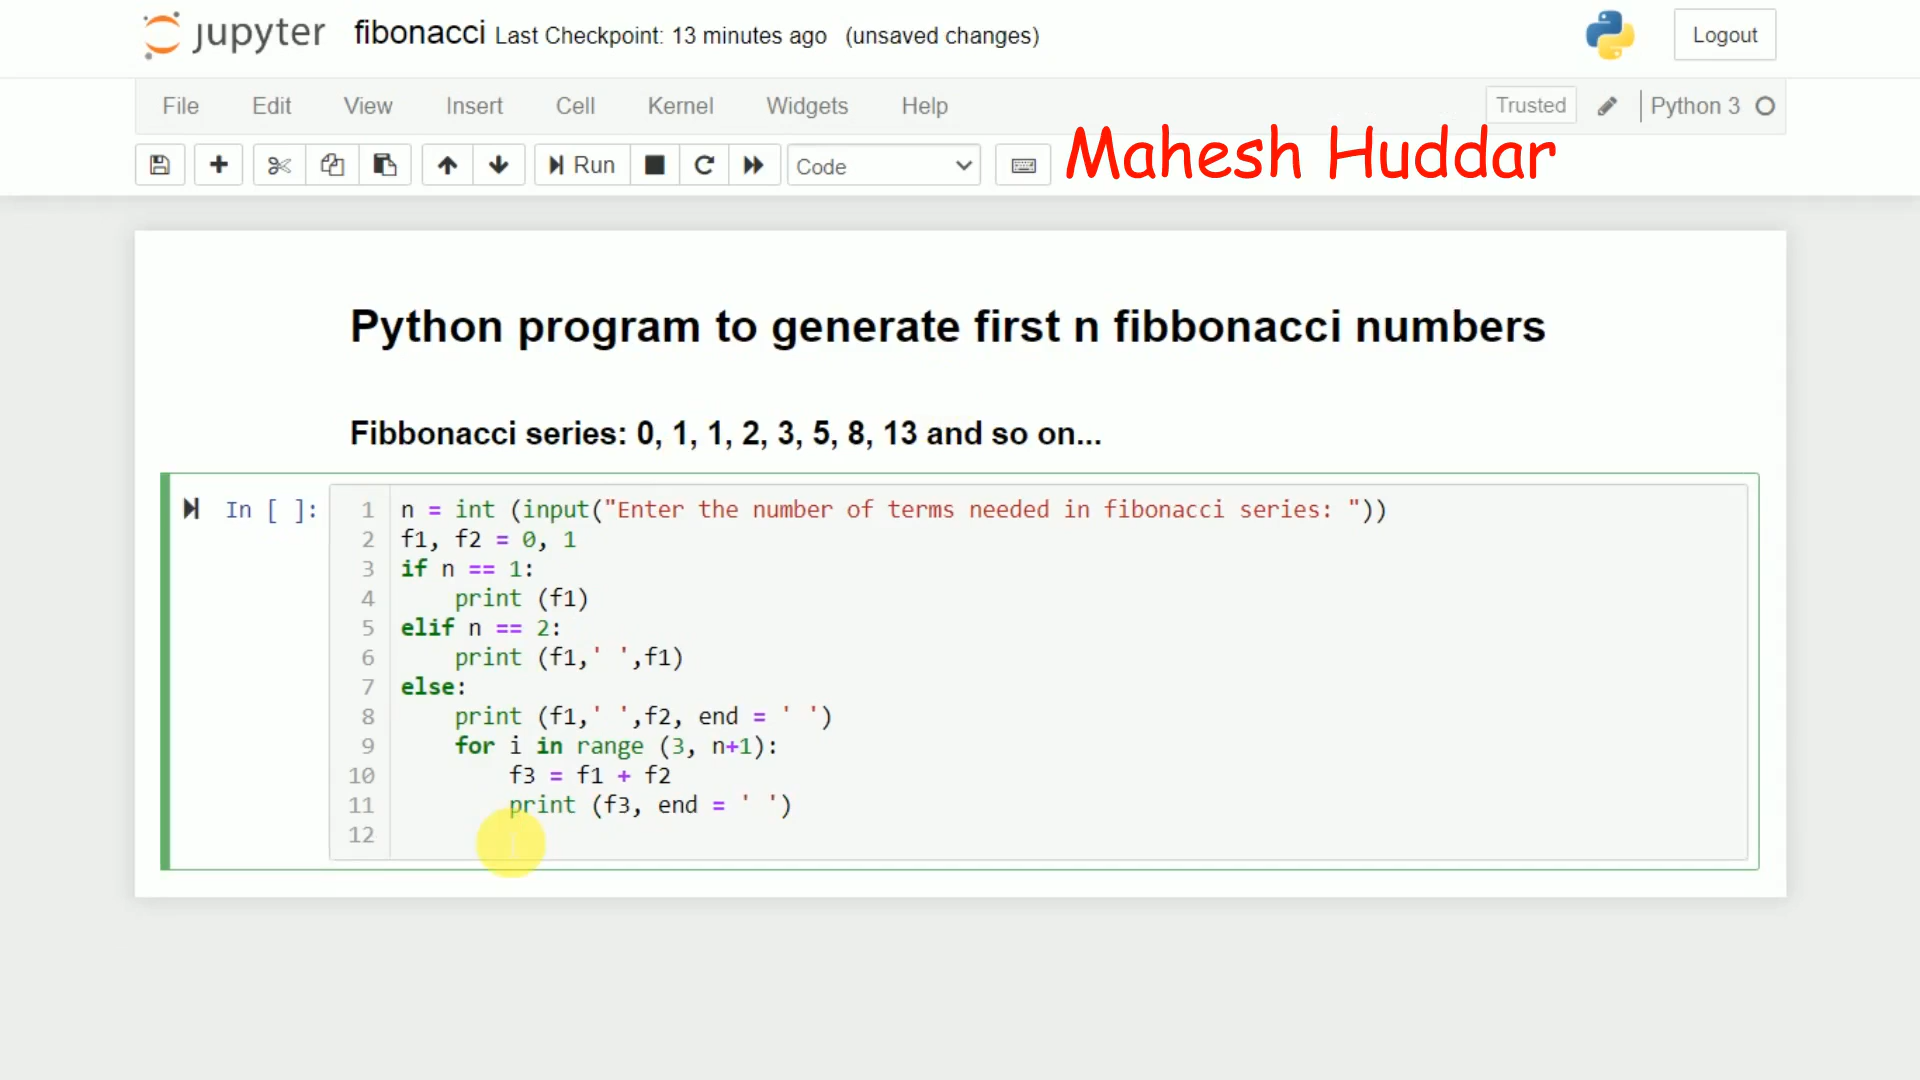 jupyter fibonacci Last Checkpoint: 13 minutes ago (unsaved changes) Logout
File Edit View Insert Cell Kernel Widgets Help Trusted Python 3
Run Code Mahesh Huddar
Python program to generate first n fibbonacci numbers
Fibbonacci series: 0, 1, 1, 2, 3, 5, 8, 13 and so on...
In [ ]: 1 n = int (input("Enter the number of terms needed in fibonacci series: "))
2 f1, f2 = 0, 1
3 if n == 1:
4     print (f1)
5 elif n == 2:
6     print (f1,' ',f1)
7 else:
8     print (f1,' ',f2, end = ' ')
9     for i in range (3, n+1):
10         f3 = f1 + f2
11         print (f3, end = ' ')
12